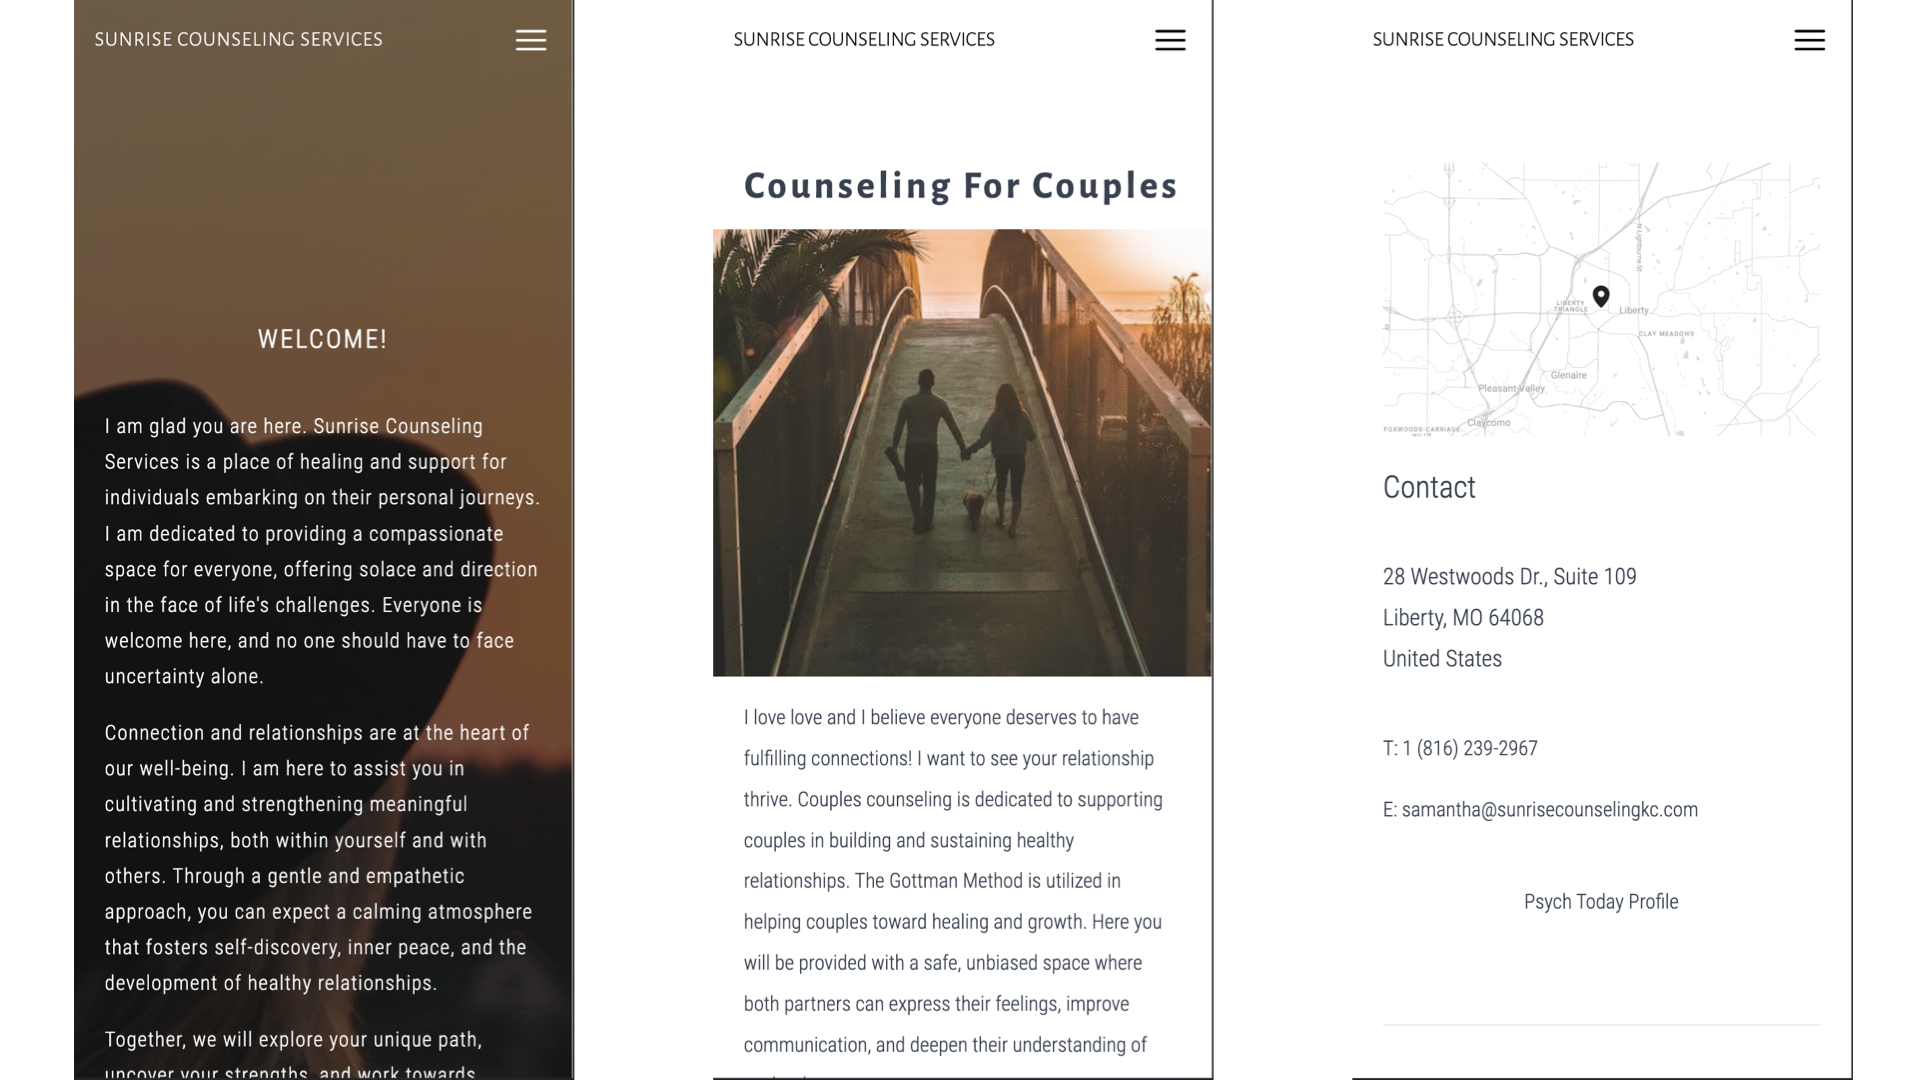 SUNRISE COUNSELING SERVICES
WELCOME!
I am glad you are here. Sunrise Counseling
Services is a place of healing and support for
individuals embarking on their personal journeys.
I am dedicated to providing a compassionate
space for everyone, offering solace and direction
in the face of life's challenges. Everyone is
welcome here, and no one should have to face
uncertainty alone.
Connection and relationships are at the heart of
our well-being. I am here to assist you in
cultivating and strengthening meaningful
relationships, both within yourself and with
others. Through a gentle and empathetic
approach, you can expect a calming atmosphere
that fosters self-discovery, inner peace, and the
development of healthy relationships.
Together, we will explore your unique path,
uncover your strengths, and work towards
SUNRISE COUNSELING SERVICES
Counseling For Couples
I love love and I believe everyone deserves to have
fulfilling connections! I want to see your relationship
thrive. Couples counseling is dedicated to supporting
couples in building and sustaining healthy
relationships. The Gottman Method is utilized in
helping couples toward healing and growth. Here you
will be provided with a safe, unbiased space where
both partners can express their feelings, improve
communication, and deepen their understanding of
SUNRISE COUNSELING SERVICES
N Lightburne St
LIBERTY
TRIANGLE
Liberty
CLAY MEADOWS
Glenaire
Pleasant Valley
Claycomo
FOXWOODS-CARRIAGE
Contact
28 Westwoods Dr., Suite 109
Liberty, MO 64068
United States
T: 1 (816) 239-2967
E: samantha@sunrisecounselingkc.com
Psych Today Profile